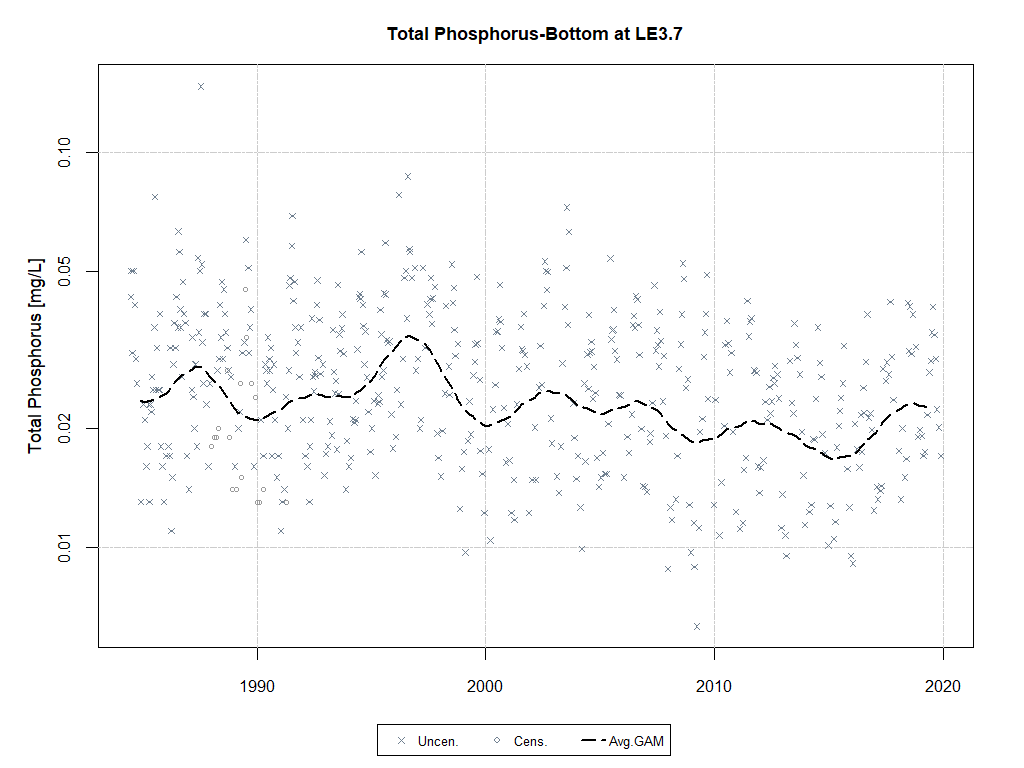 Total Phosphorus-Bottom at LE3.7
Total Phosphorus [mg/L]
0.10
0.05
0.02
0.01
1990 2000 2010 2020
Uncen. Cens. Avg.GAM